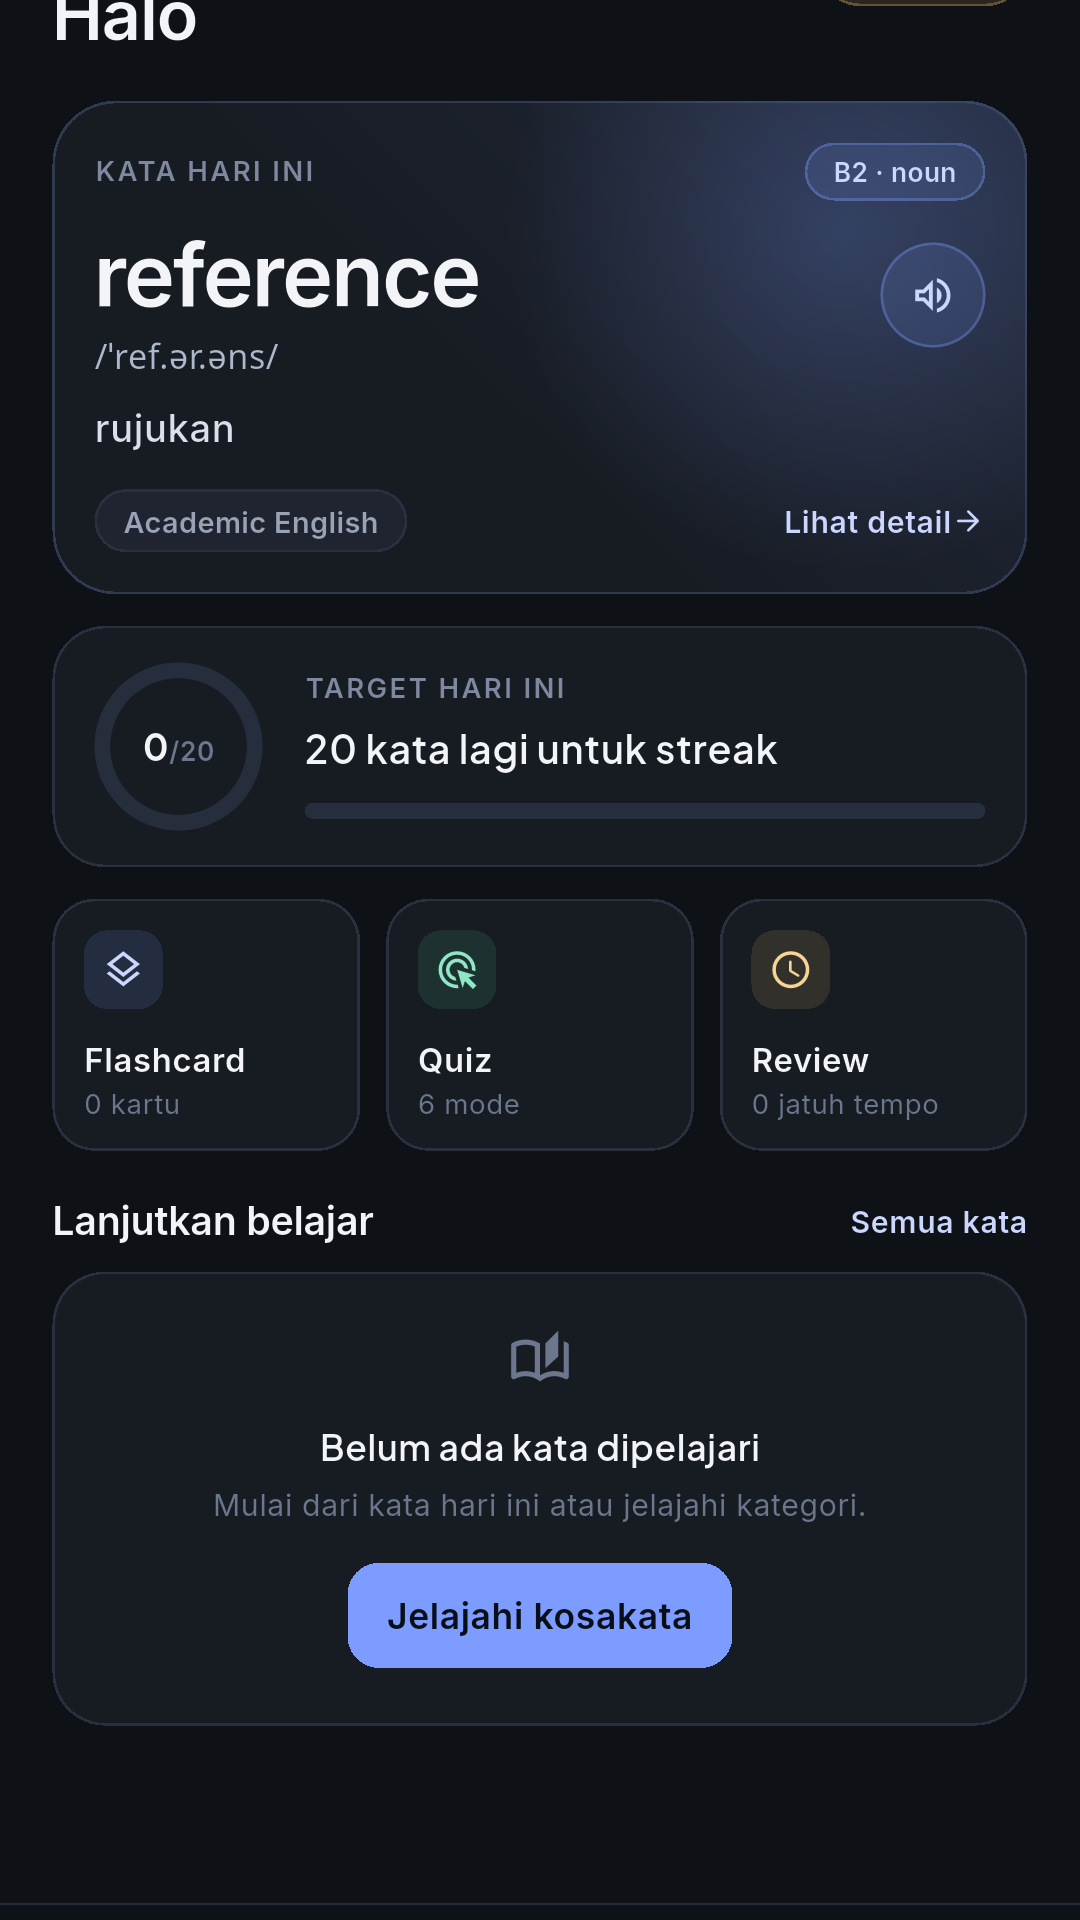 Halo
KATA HARI INI
B2 · noun
reference
/ˈref.ər.əns/
rujukan
Academic English
Lihat detail→
TARGET HARI INI
0/20
20 kata lagi untuk streak
Flashcard
0 kartu
Quiz
6 mode
Review
0 jatuh tempo
Lanjutkan belajar
Semua kata
Belum ada kata dipelajari
Mulai dari kata hari ini atau jelajahi kategori.
Jelajahi kosakata